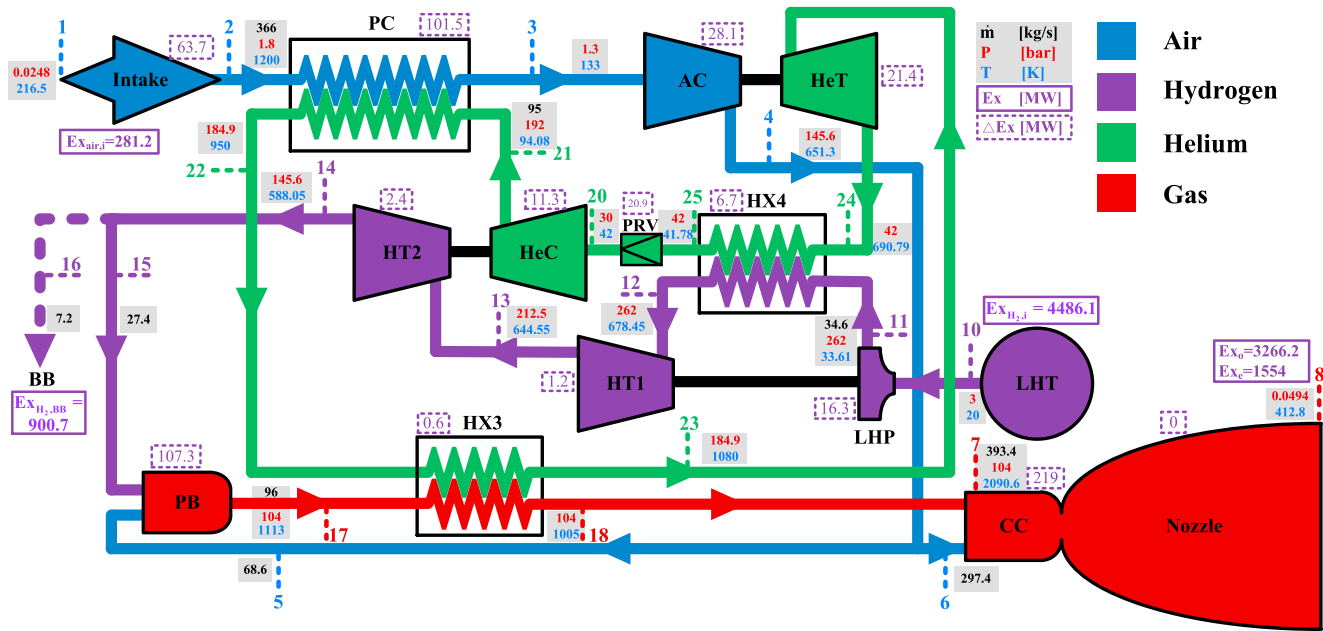 1
0.0248
216.5
Intake
63.7
Ex_air,i=281.2
2
366
1.8
1200
PC
101.5
3
1.3
133
AC
28.1
HeT
21.4
ṁ [kg/s]
P [bar]
T [K]
Ex [MW]
△Ex [MW]
Air
Hydrogen
Helium
Gas
4
145.6
651.3
184.9
950
22
95
192
94.08
21
14
145.6
588.05
2.4
HT2
11.3
HeC
20
30
42
20.9
PRV
42
41.78
25
6.7
HX4
24
42
690.79
16
15
7.2
27.4
BB
Ex_H₂,BB =
900.7
13
212.5
644.55
12
262
678.45
34.6
262
33.61
11
10
Ex_H₂,i = 4486.1
LHT
3
20
1.2
HT1
16.3
LHP
Ex_o=3266.2
Ex_e=1554
8
0.0494
412.8
0
107.3
PB
96
104
1113
17
0.6
HX3
104
1005
18
23
184.9
1080
7
393.4
104
2090.6
219
CC
Nozzle
68.6
5
6
297.4